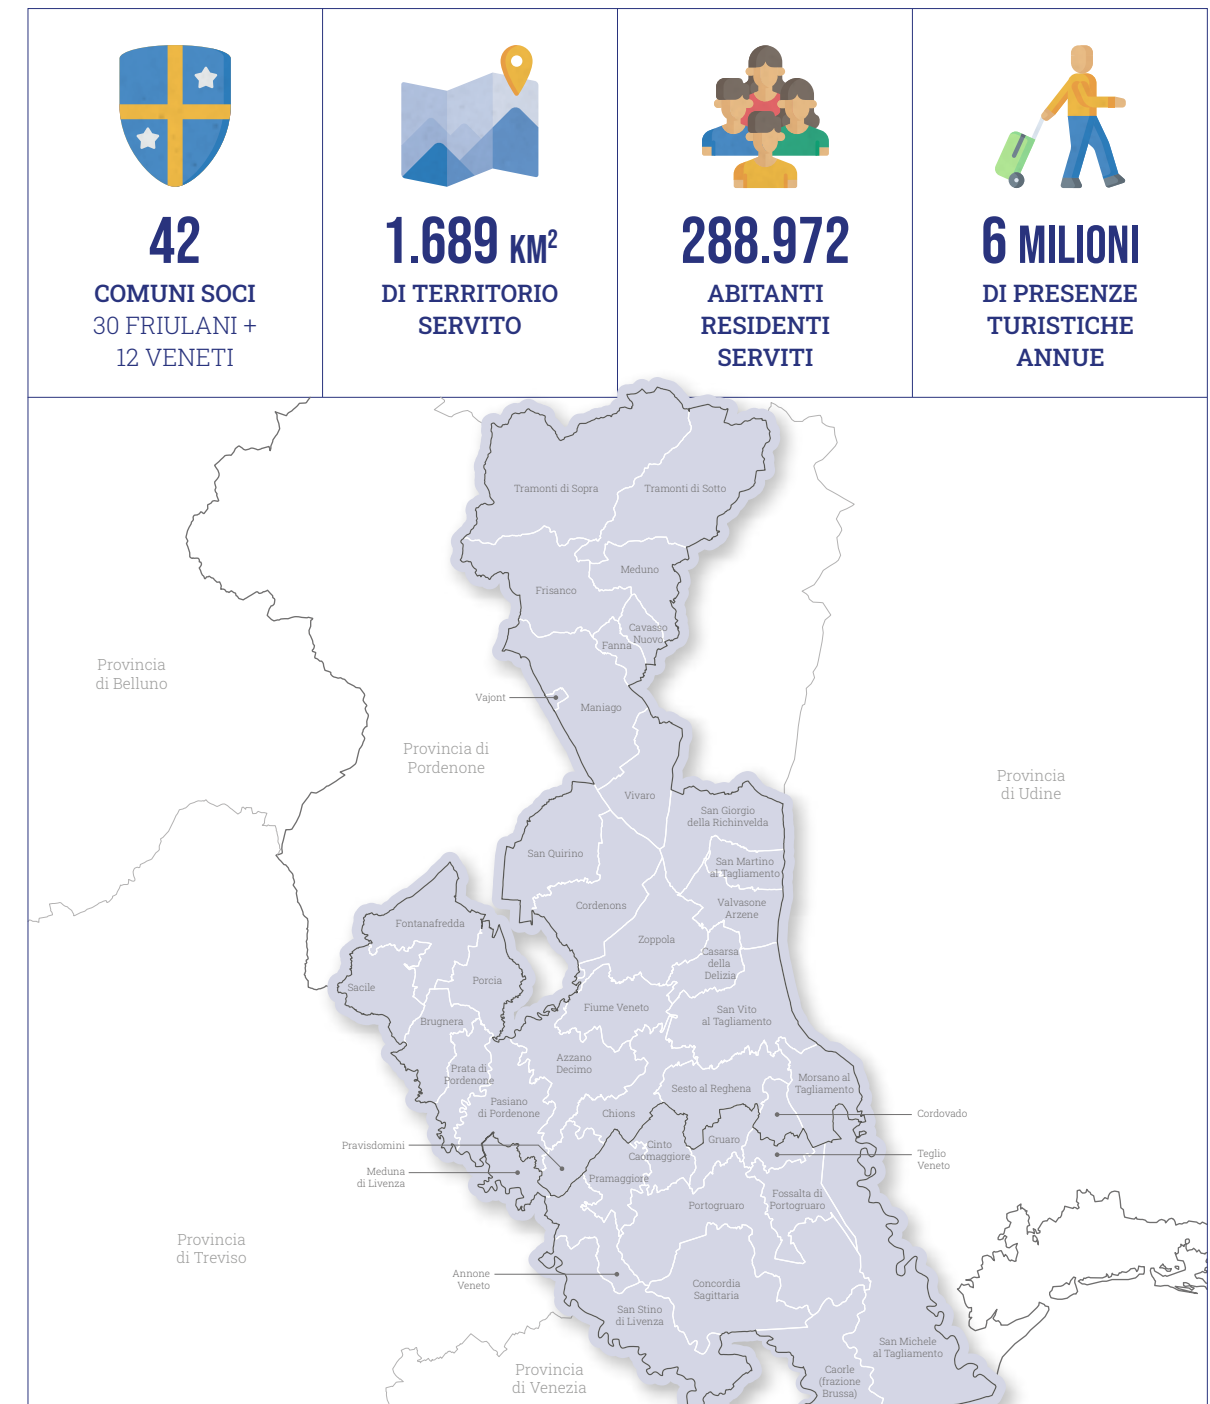 42
COMUNI SOCI
30 FRIULANI +
12 VENETI
1.689 KM²
DI TERRITORIO
SERVITO
288.972
ABITANTI
RESIDENTI
SERVITI
6 MILIONI
DI PRESENZE
TURISTICHE
ANNUE
Tramonti di Sopra
Tramonti di Sotto
Meduno
Frisanco
Cavasso
Nuovo
Fanna
Provincia
di Belluno
Vajont
Maniago
Provincia di
Pordenone
Provincia
di Udine
Vivaro
San Giorgio
della Richinvelda
San Quirino
San Martino
al Tagliamento
Cordenons
Valvasone
Arzene
Fontanafredda
Zoppola
Casarsa
della
Delizia
Sacile
Porcia
Fiume Veneto
San Vito
al Tagliamento
Brugnera
Azzano
Decimo
Prata di
Pordenone
Sesto al Reghena
Morsano al
Tagliamento
Pasiano
di Pordenone
Chions
Cordovado
Pravisdomini
Cinto
Caomaggiore
Gruaro
Teglio
Veneto
Meduna
di Livenza
Pramaggiore
Portogruaro
Fossalta di
Portogruaro
Provincia
di Treviso
Annone
Veneto
Concordia
Sagittaria
San Stino
di Livenza
San Michele
al Tagliamento
Provincia
di Venezia
Caorle
(frazione
Brussa)